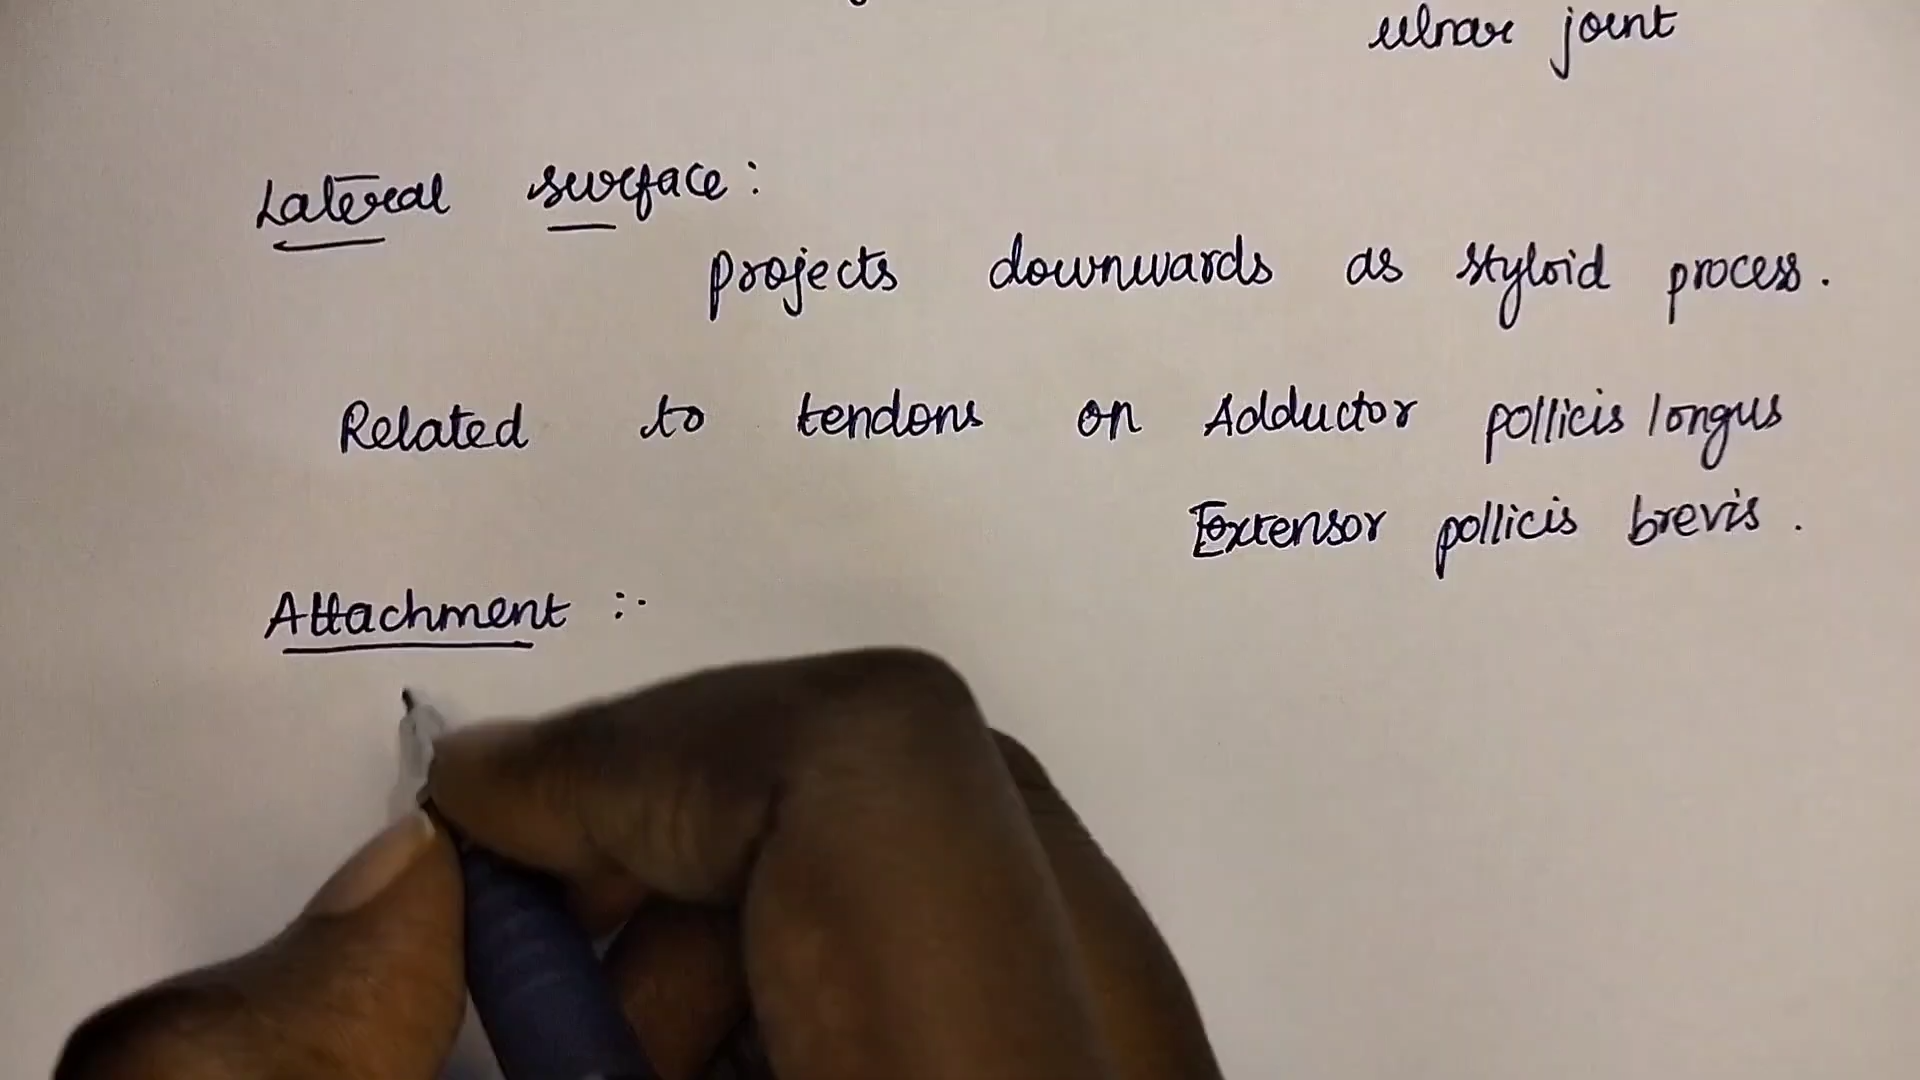 ulnar joint
Lateral surface :
projects downwards as styloid process .
Related to tendons on Adductor pollicis longus
Extensor pollicis brevis .
Attachment :-